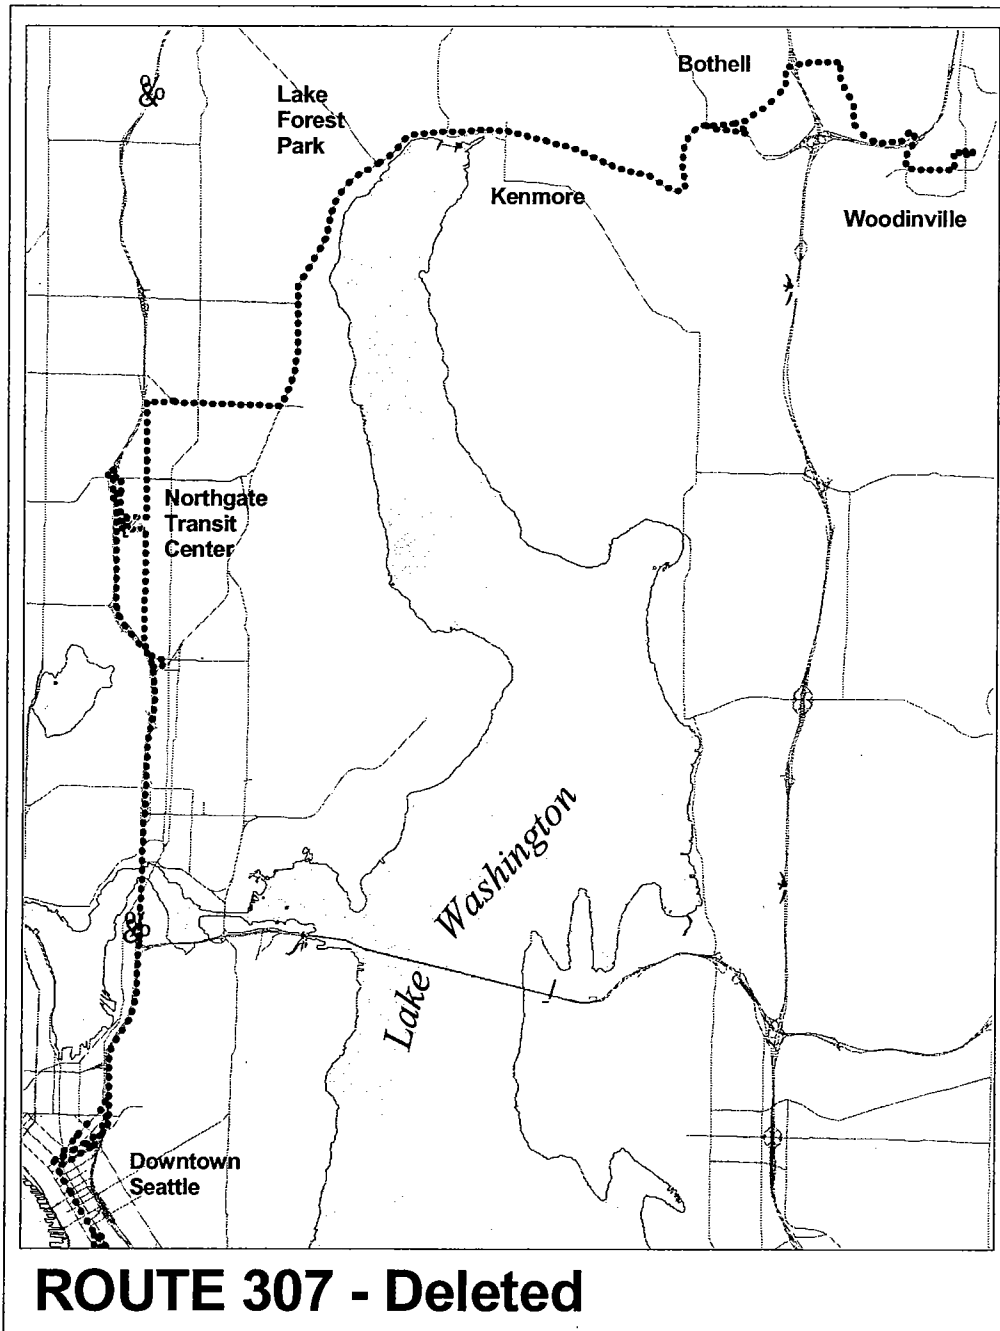 Bothell
Lake
Forest
Park
Kenmore
Woodinville
Northgate
Transit
Center
Lake Washington
Downtown
Seattle
ROUTE 307 - Deleted